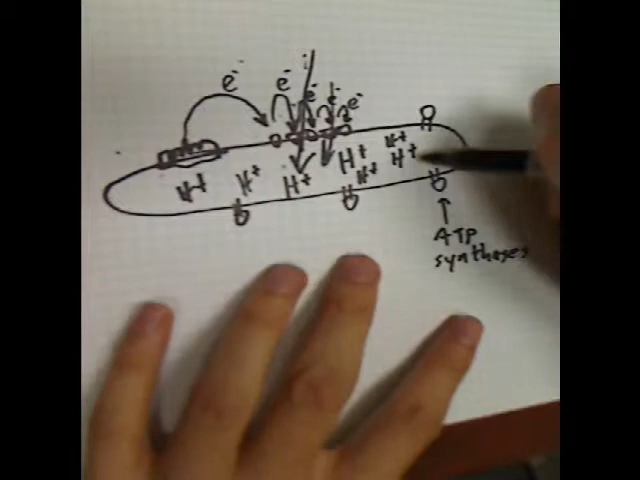 e⁻ e⁻ e⁻ e⁻ e⁻
H⁺ H⁺ H⁺ H⁺ H⁺ H⁺ H⁺
ATP
synthases